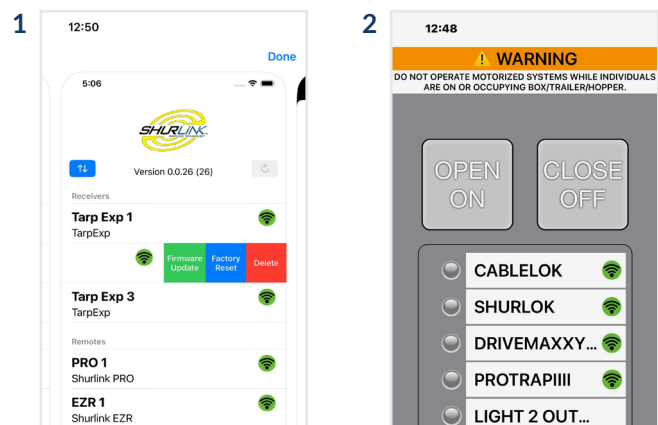 1
12:50
Done
5:06
SHURLINK
Version 0.0.26 (26)
Receivers
Tarp Exp 1
TarpExp
Firmware Update
Factory Reset
Delete
Tarp Exp 3
TarpExp
Remotes
PRO 1
Shurlink PRO
EZR 1
Shurlink EZR
2
12:48
WARNING
DO NOT OPERATE MOTORIZED SYSTEMS WHILE INDIVIDUALS
ARE ON OR OCCUPYING BOX/TRAILER/HOPPER.
OPEN
ON
CLOSE
OFF
CABLELOK
SHURLOK
DRIVEMAXXY...
PROTRAPIIII
LIGHT 2 OUT...